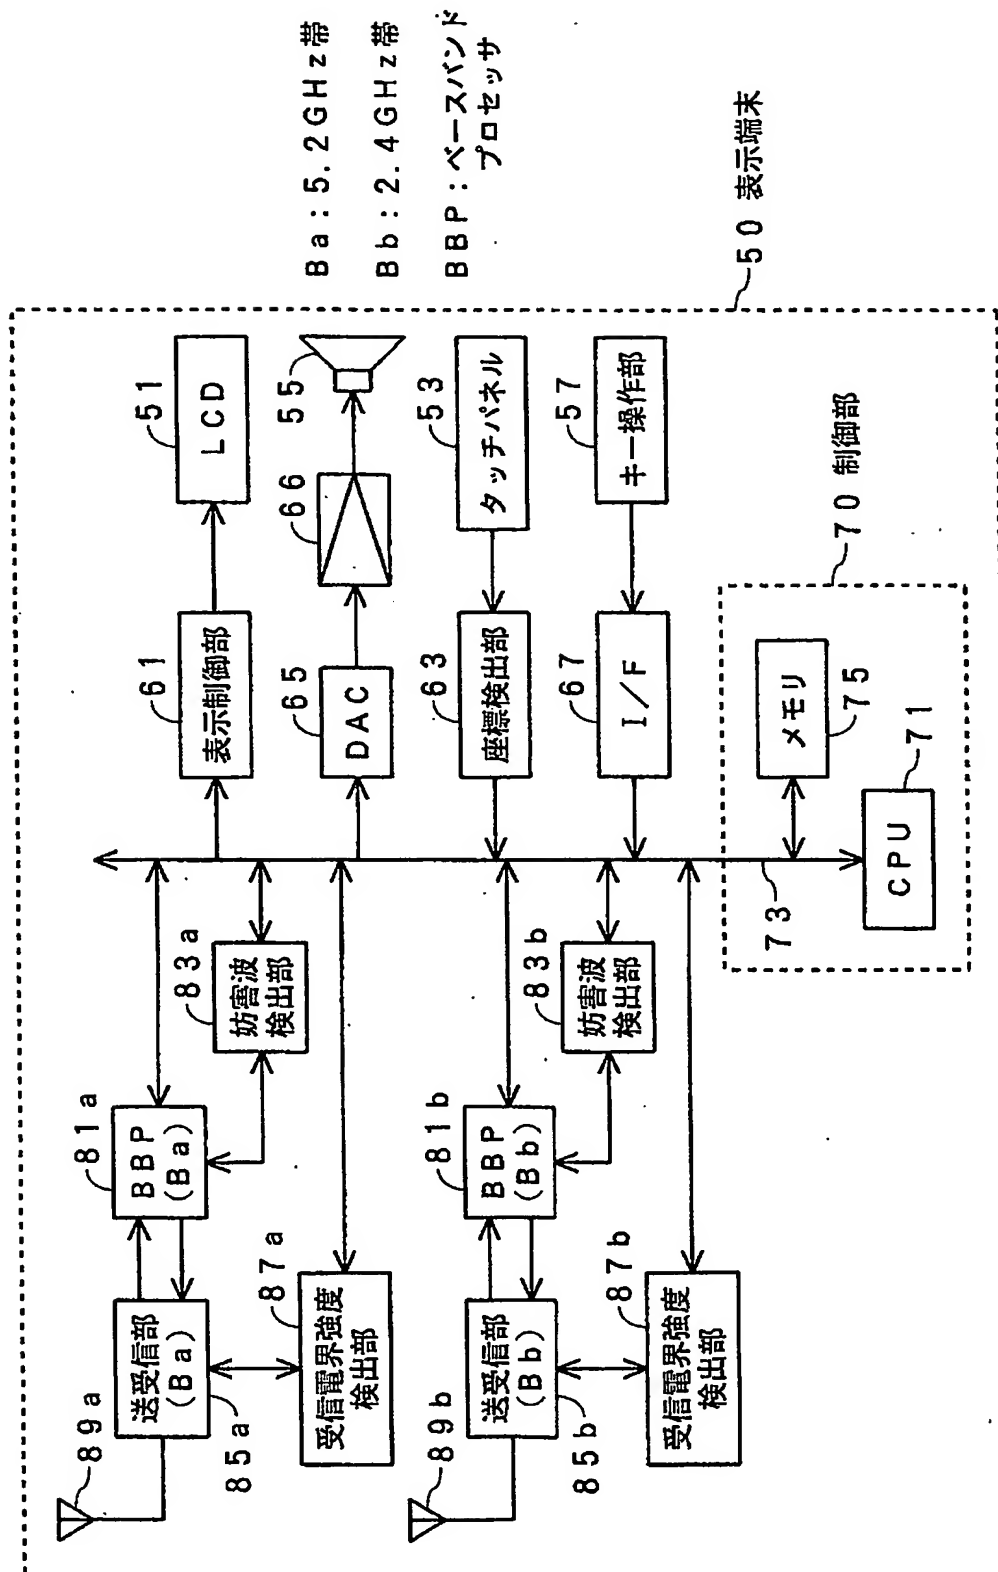 89a
送受信部
(Ba)
85a
81a
BBP
(Ba)
87a
受信電界強度
検出部
83a
妨害波
検出部
89b
送受信部
(Bb)
85b
81b
BBP
(Bb)
87b
受信電界強度
検出部
83b
妨害波
検出部
61
表示制御部
51
LCD
65
DAC
66
55
63
座標検出部
53
タッチパネル
67
I/F
57
キー操作部
73
メモリ
75
CPU
71
70 制御部
50 表示端末
Ba:5.2GHz帯
Bb:2.4GHz帯
BBP:ベースバンド
プロセッサ